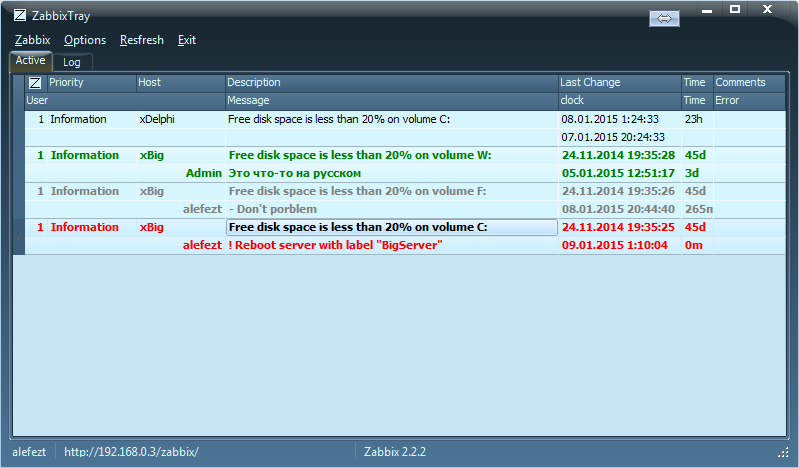 ZabbixTray
Zabbix Options Resfresh Exit
Active Log
Z Priority Host Description Last Change Time Comments
User Message clock Time Error
1 Information xDelphi Free disk space is less than 20% on volume C: 08.01.2015 1:24:33 23h
07.01.2015 20:24:33
1 Information xBig Free disk space is less than 20% on volume W: 24.11.2014 19:35:28 45d
Admin Это что-то на русском 05.01.2015 12:51:17 3d
1 Information xBig Free disk space is less than 20% on volume F: 24.11.2014 19:35:26 45d
alefezt - Don't porblem 08.01.2015 20:44:40 265m
1 Information xBig Free disk space is less than 20% on volume C: 24.11.2014 19:35:25 45d
alefezt ! Reboot server with label "BigServer" 09.01.2015 1:10:04 0m
alefezt http://192.168.0.3/zabbix/ Zabbix 2.2.2